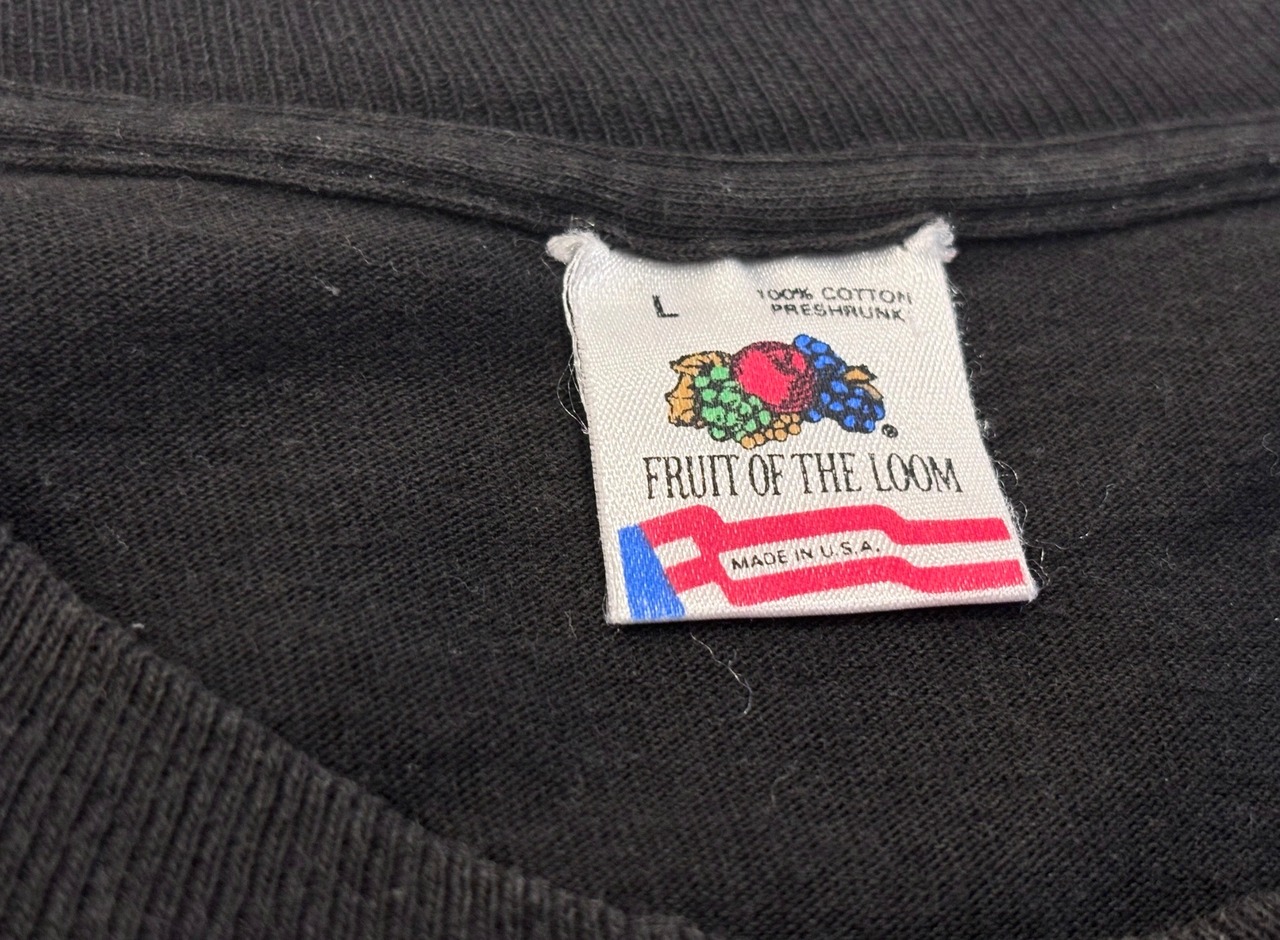 L
100% COTTON
PRESHRUNK
®
FRUIT OF THE LOOM
MADE IN U.S.A.